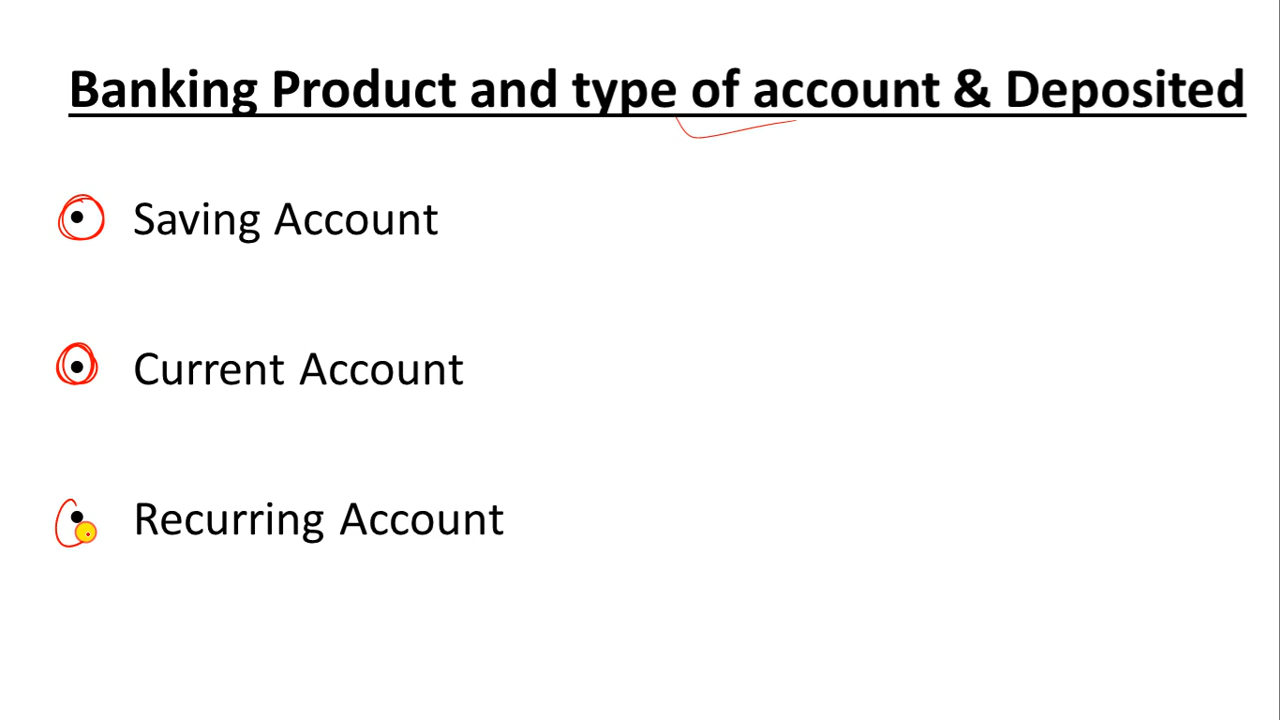 Banking Product and type of account & Deposited
Saving Account
Current Account
Recurring Account